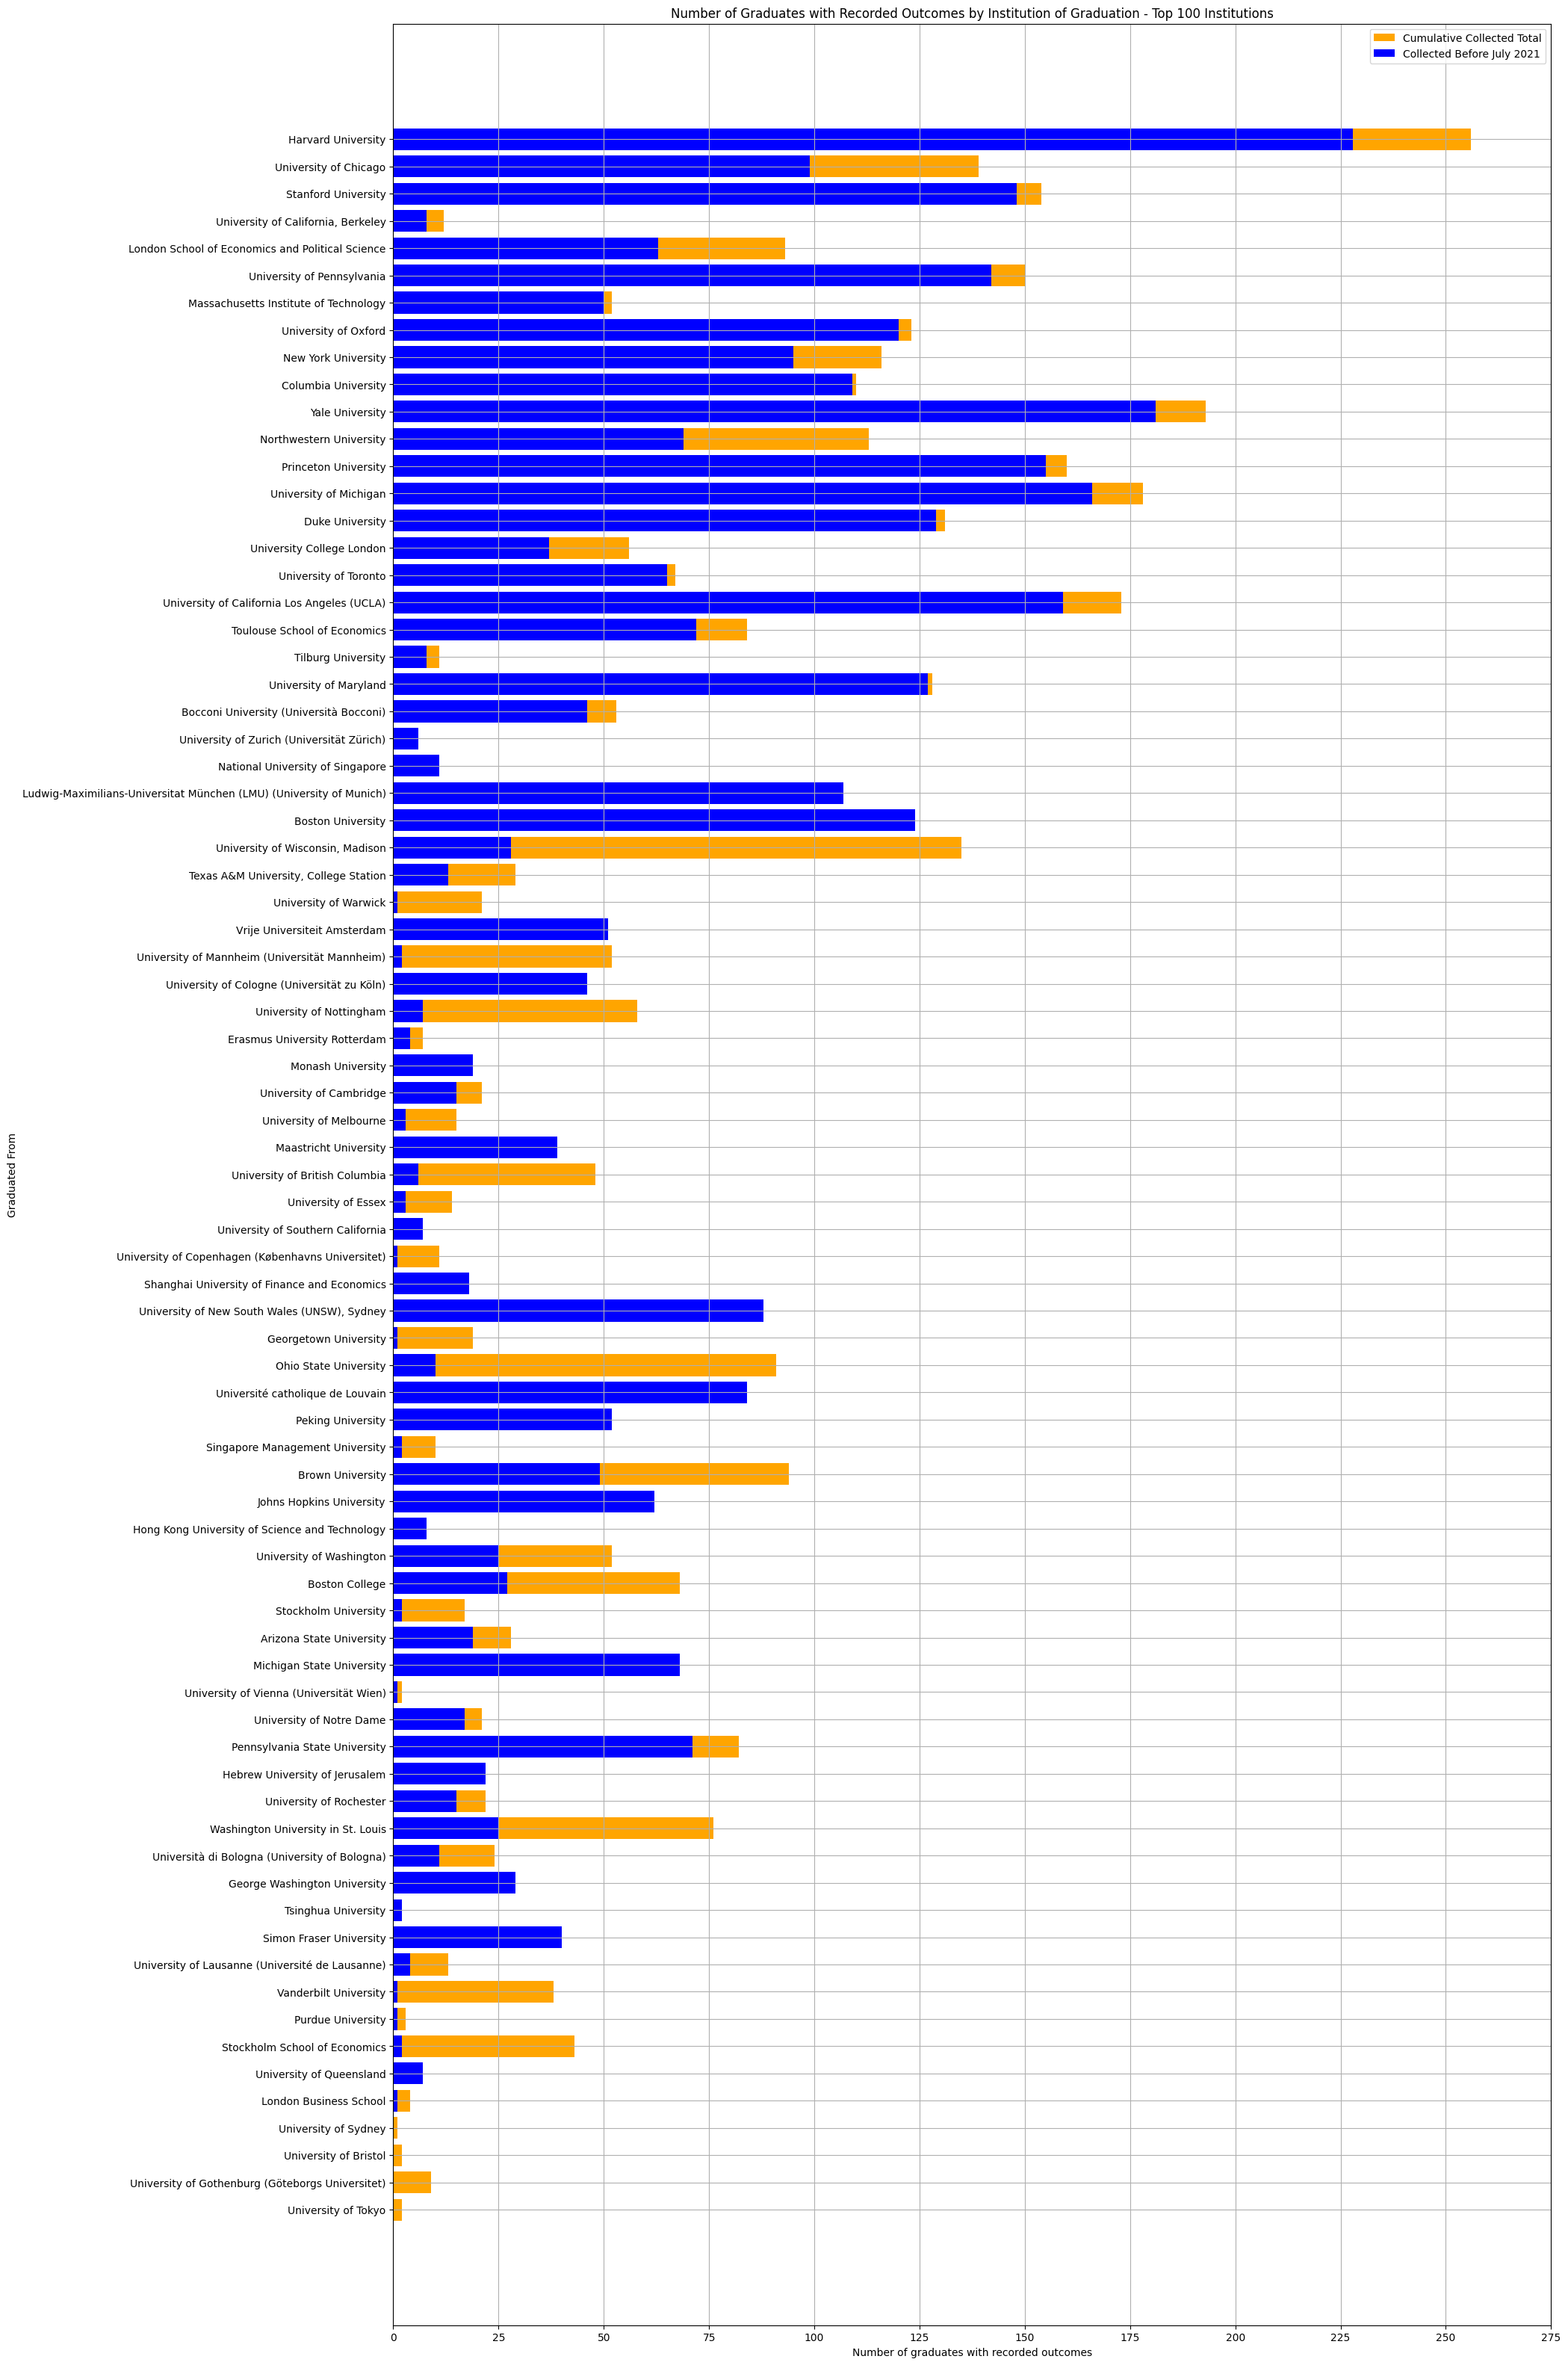 Number of Graduates with Recorded Outcomes by Institution of Graduation - Top 100 Institutions
Cumulative Collected Total
Collected Before July 2021
Harvard University
University of Chicago
Stanford University
University of California, Berkeley
London School of Economics and Political Science
University of Pennsylvania
Massachusetts Institute of Technology
University of Oxford
New York University
Columbia University
Yale University
Northwestern University
Princeton University
University of Michigan
Duke University
University College London
University of Toronto
University of California Los Angeles (UCLA)
Toulouse School of Economics
Tilburg University
University of Maryland
Bocconi University (Università Bocconi)
University of Zurich (Universität Zürich)
National University of Singapore
Ludwig-Maximilians-Universitat München (LMU) (University of Munich)
Boston University
University of Wisconsin, Madison
Texas A&M University, College Station
University of Warwick
Vrije Universiteit Amsterdam
University of Mannheim (Universität Mannheim)
University of Cologne (Universität zu Köln)
University of Nottingham
Erasmus University Rotterdam
Monash University
University of Cambridge
University of Melbourne
Maastricht University
University of British Columbia
University of Essex
University of Southern California
University of Copenhagen (Københavns Universitet)
Shanghai University of Finance and Economics
University of New South Wales (UNSW), Sydney
Georgetown University
Ohio State University
Université catholique de Louvain
Peking University
Singapore Management University
Brown University
Johns Hopkins University
Hong Kong University of Science and Technology
University of Washington
Boston College
Stockholm University
Arizona State University
Michigan State University
University of Vienna (Universität Wien)
University of Notre Dame
Pennsylvania State University
Hebrew University of Jerusalem
University of Rochester
Washington University in St. Louis
Università di Bologna (University of Bologna)
George Washington University
Tsinghua University
Simon Fraser University
University of Lausanne (Université de Lausanne)
Vanderbilt University
Purdue University
Stockholm School of Economics
University of Queensland
London Business School
University of Sydney
University of Bristol
University of Gothenburg (Göteborgs Universitet)
University of Tokyo
Graduated From
0 25 50 75 100 125 150 175 200 225 250 275
Number of graduates with recorded outcomes